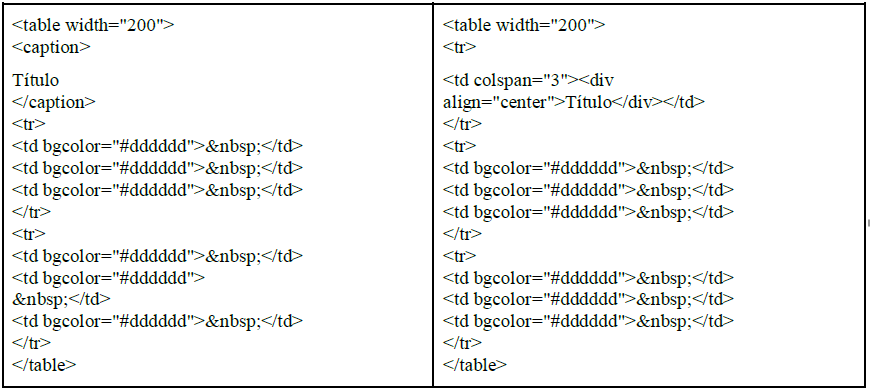 <table width="200">
<caption>
Título
</caption>
<tr>
<td bgcolor="#dddddd">&nbsp;</td>
<td bgcolor="#dddddd">&nbsp;</td>
<td bgcolor="#dddddd">&nbsp;</td>
</tr>
<tr>
<td bgcolor="#dddddd">&nbsp;</td>
<td bgcolor="#dddddd">
&nbsp;</td>
<td bgcolor="#dddddd">&nbsp;</td>
</tr>
</table>
<table width="200">
<tr>
<td colspan="3"><div
align="center">Título</div></td>
</tr>
<tr>
<td bgcolor="#dddddd">&nbsp;</td>
<td bgcolor="#dddddd">&nbsp;</td>
<td bgcolor="#dddddd">&nbsp;</td>
</tr>
<tr>
<td bgcolor="#dddddd">&nbsp;</td>
<td bgcolor="#dddddd">&nbsp;</td>
<td bgcolor="#dddddd">&nbsp;</td>
</tr>
</table>